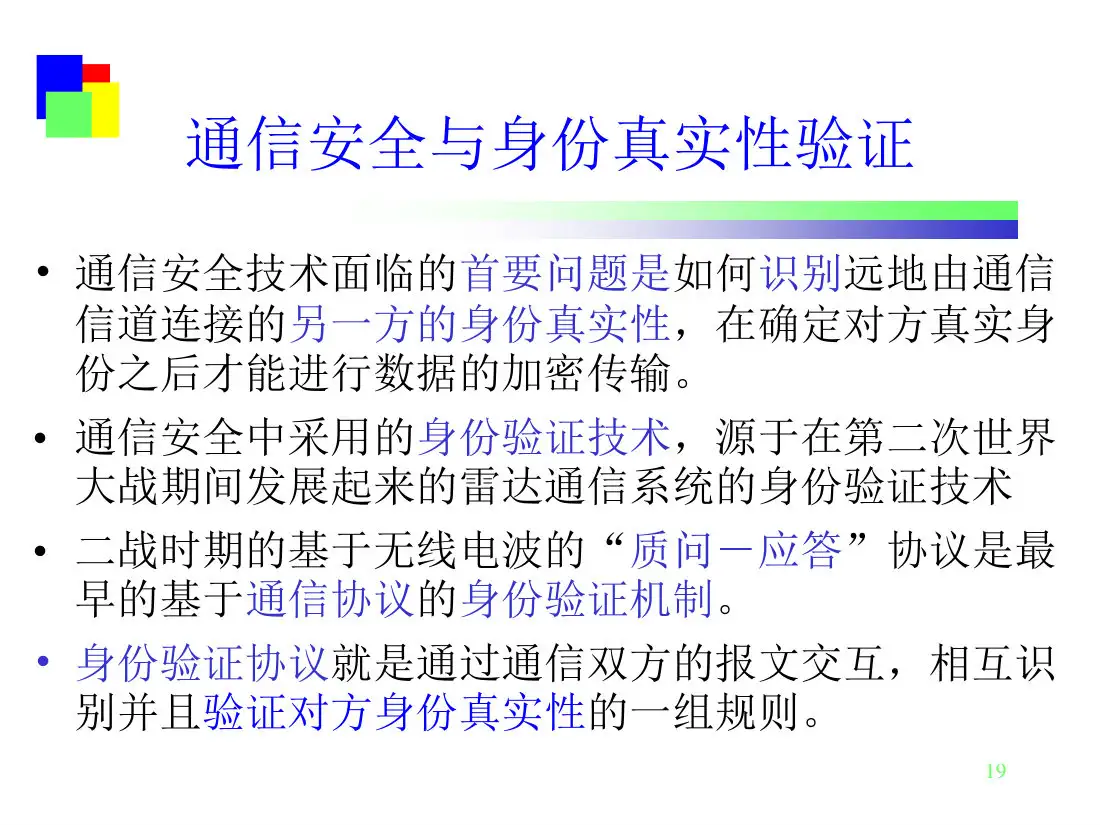 通信安全与身份真实性验证
• 通信安全技术面临的首要问题是如何识别远地由通信
信道连接的另一方的身份真实性，在确定对方真实身
份之后才能进行数据的加密传输。
• 通信安全中采用的身份验证技术，源于在第二次世界
大战期间发展起来的雷达通信系统的身份验证技术
• 二战时期的基于无线电波的“质问－应答”协议是最
早的基于通信协议的身份验证机制。
• 身份验证协议就是通过通信双方的报文交互，相互识
别并且验证对方身份真实性的一组规则。
19